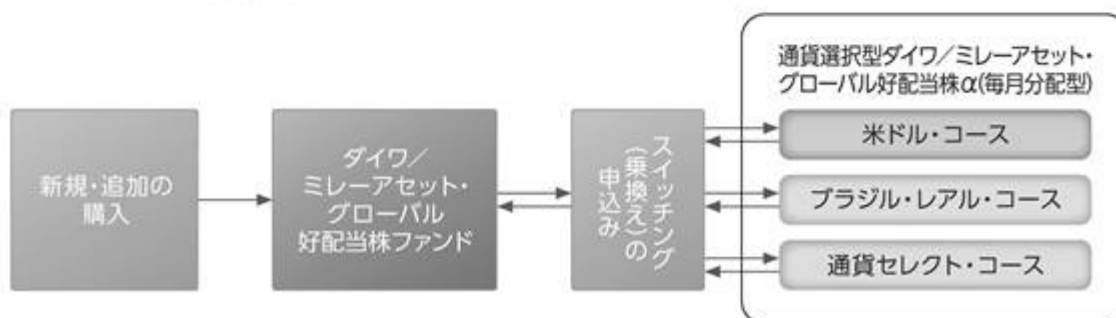 新規・追加の
購入
ダイワ/
ミレーアセット・
グローバル
好配当株ファンド
スイッチング
(乗換え)の
申込み
通貨選択型ダイワ/ミレーアセット・
グローバル好配当株α(毎月分配型)
米ドル・コース
ブラジル・レアル・コース
通貨セレクト・コース